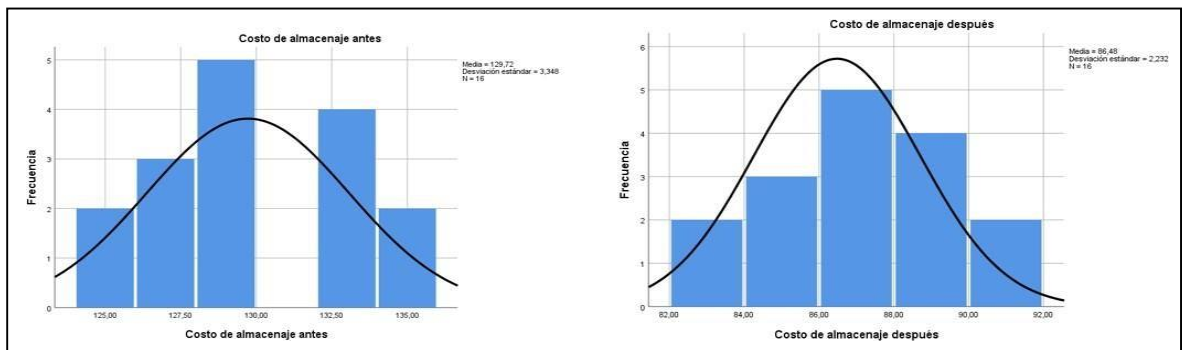 Costo de almacenaje antes
Media = 129,72
Desviación estándar = 3,348
N = 16
Frecuencia
5
4
3
2
1
0
125,00 127,50 130,00 132,50 135,00
Costo de almacenaje antes
Costo de almacenaje después
Media = 86,48
Desviación estándar = 2,232
N = 16
Frecuencia
6
5
4
3
2
1
0
82,00 84,00 86,00 88,00 90,00 92,00
Costo de almacenaje después